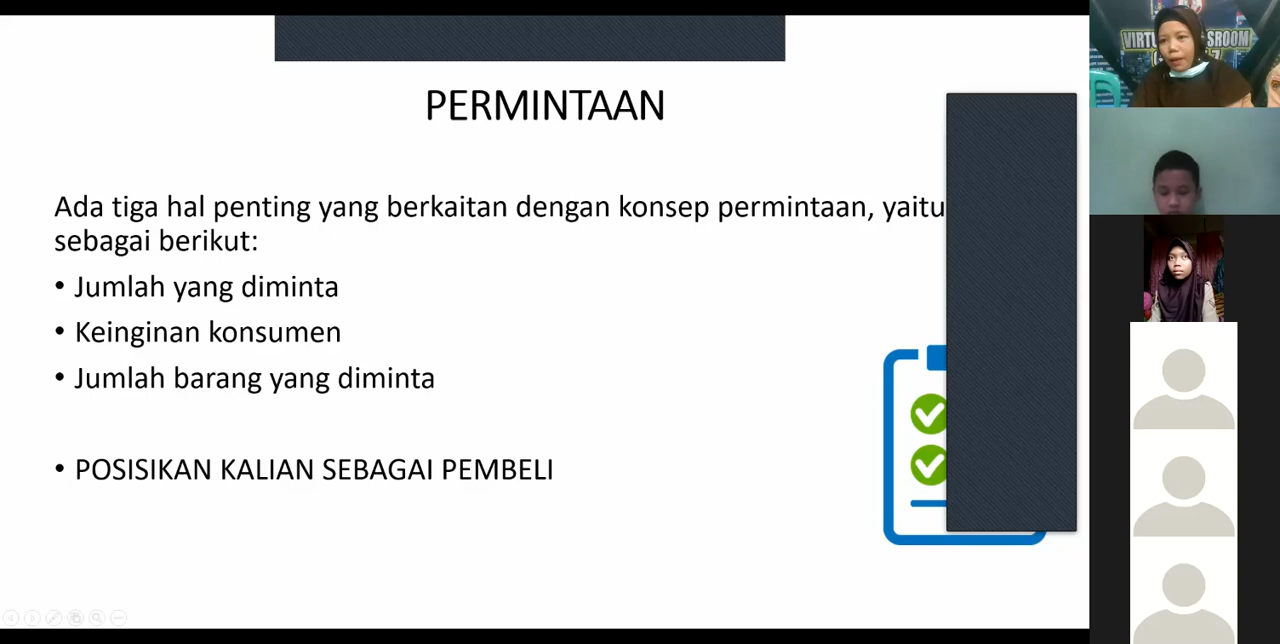 PERMINTAAN
Ada tiga hal penting yang berkaitan dengan konsep permintaan, yaitu
sebagai berikut:
• Jumlah yang diminta
• Keinginan konsumen
• Jumlah barang yang diminta
• POSISIKAN KALIAN SEBAGAI PEMBELI